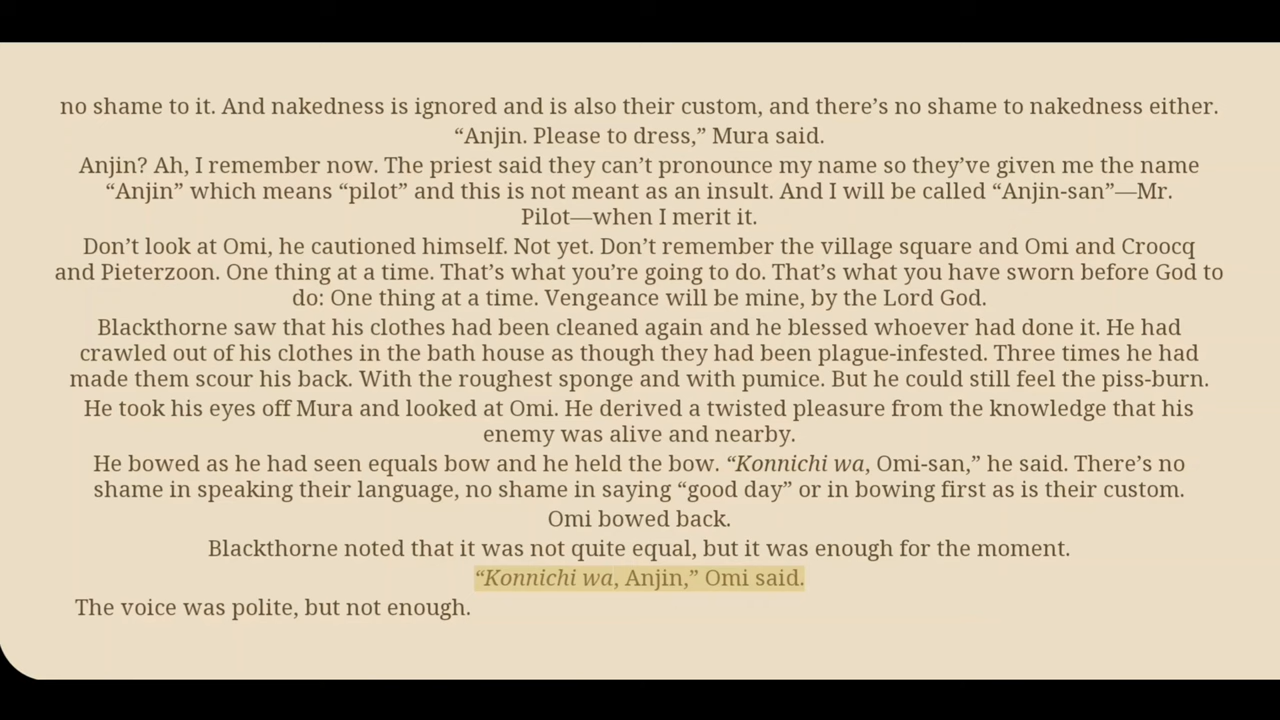 no shame to it. And nakedness is ignored and is also their custom, and there’s no shame to nakedness either.
“Anjin. Please to dress,” Mura said.
Anjin? Ah, I remember now. The priest said they can’t pronounce my name so they’ve given me the name
“Anjin” which means “pilot” and this is not meant as an insult. And I will be called “Anjin-san”—Mr.
Pilot—when I merit it.
Don’t look at Omi, he cautioned himself. Not yet. Don’t remember the village square and Omi and Croocq
and Pieterzoon. One thing at a time. That’s what you’re going to do. That’s what you have sworn before God to
do: One thing at a time. Vengeance will be mine, by the Lord God.
Blackthorne saw that his clothes had been cleaned again and he blessed whoever had done it. He had
crawled out of his clothes in the bath house as though they had been plague-infested. Three times he had
made them scour his back. With the roughest sponge and with pumice. But he could still feel the piss-burn.
He took his eyes off Mura and looked at Omi. He derived a twisted pleasure from the knowledge that his
enemy was alive and nearby.
He bowed as he had seen equals bow and he held the bow. “Konnichi wa, Omi-san,” he said. There’s no
shame in speaking their language, no shame in saying “good day” or in bowing first as is their custom.
Omi bowed back.
Blackthorne noted that it was not quite equal, but it was enough for the moment.
“Konnichi wa, Anjin,” Omi said.
The voice was polite, but not enough.